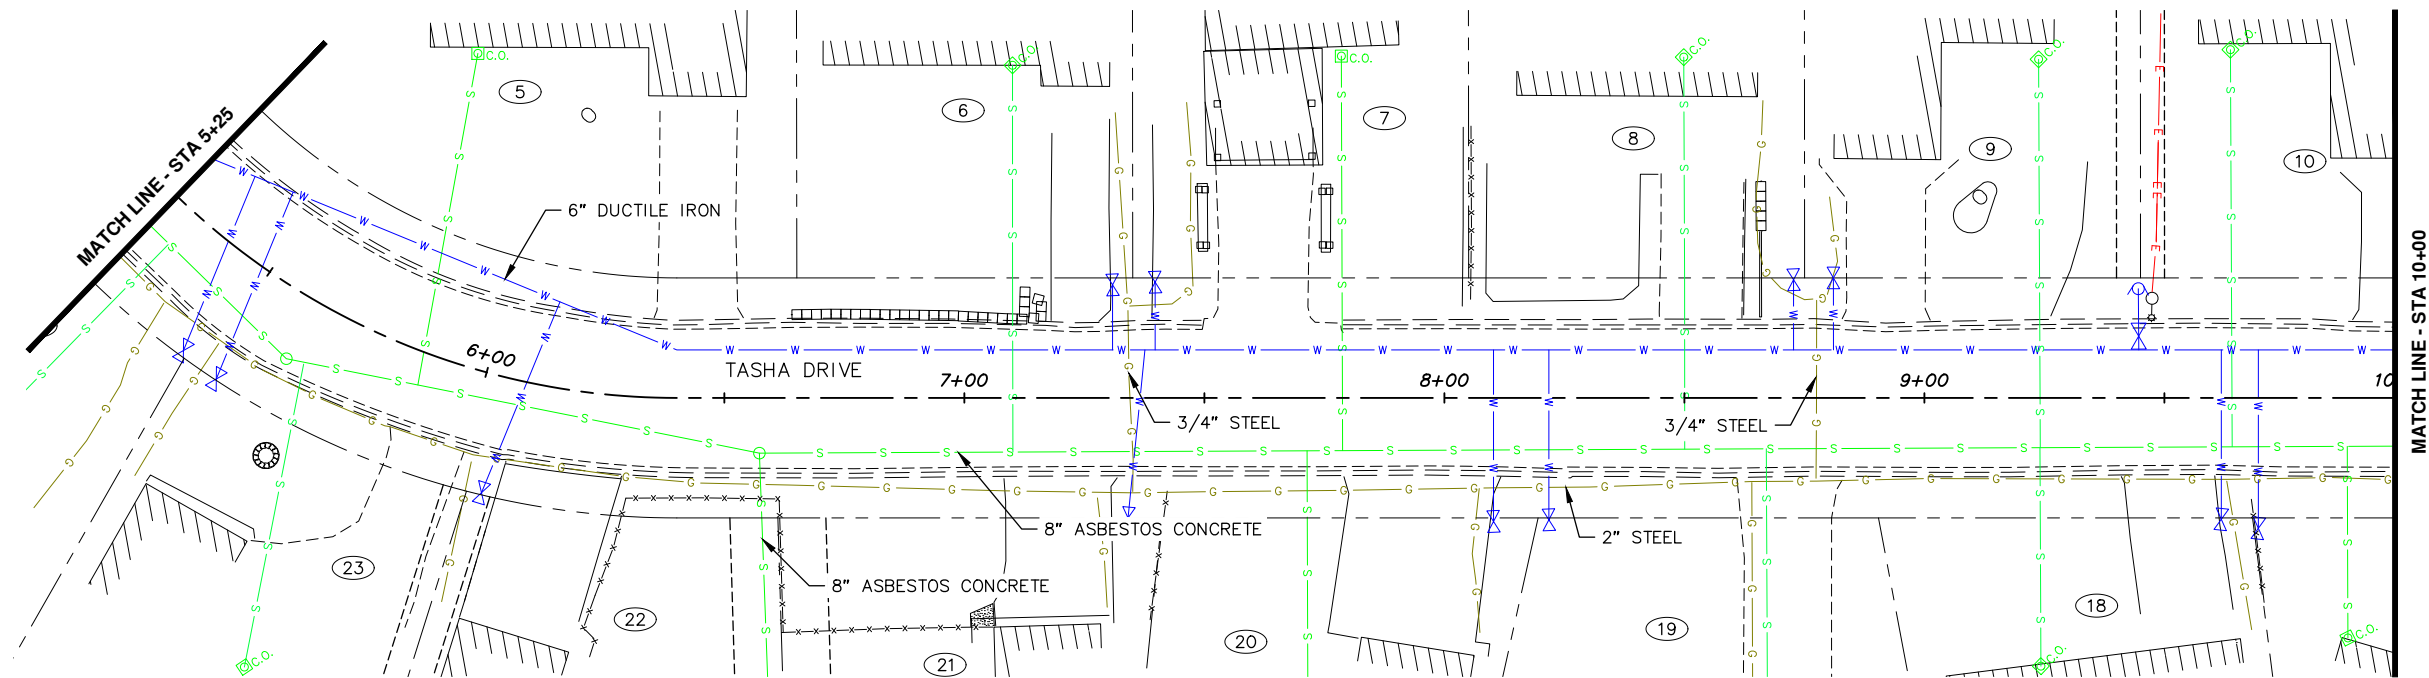 C.O.
C.O.
C.O.
C.O.
C.O.
C.O.
5
6
7
8
9
10
MATCH LINE - STA 5+25
6" DUCTILE IRON
MATCH LINE - STA 10+00
6+00
TASHA DRIVE
7+00
8+00
9+00
10
3/4" STEEL
3/4" STEEL
8" ASBESTOS CONCRETE
2" STEEL
8" ASBESTOS CONCRETE
23
22
21
20
19
18
C.O.
C.O.
C.O.